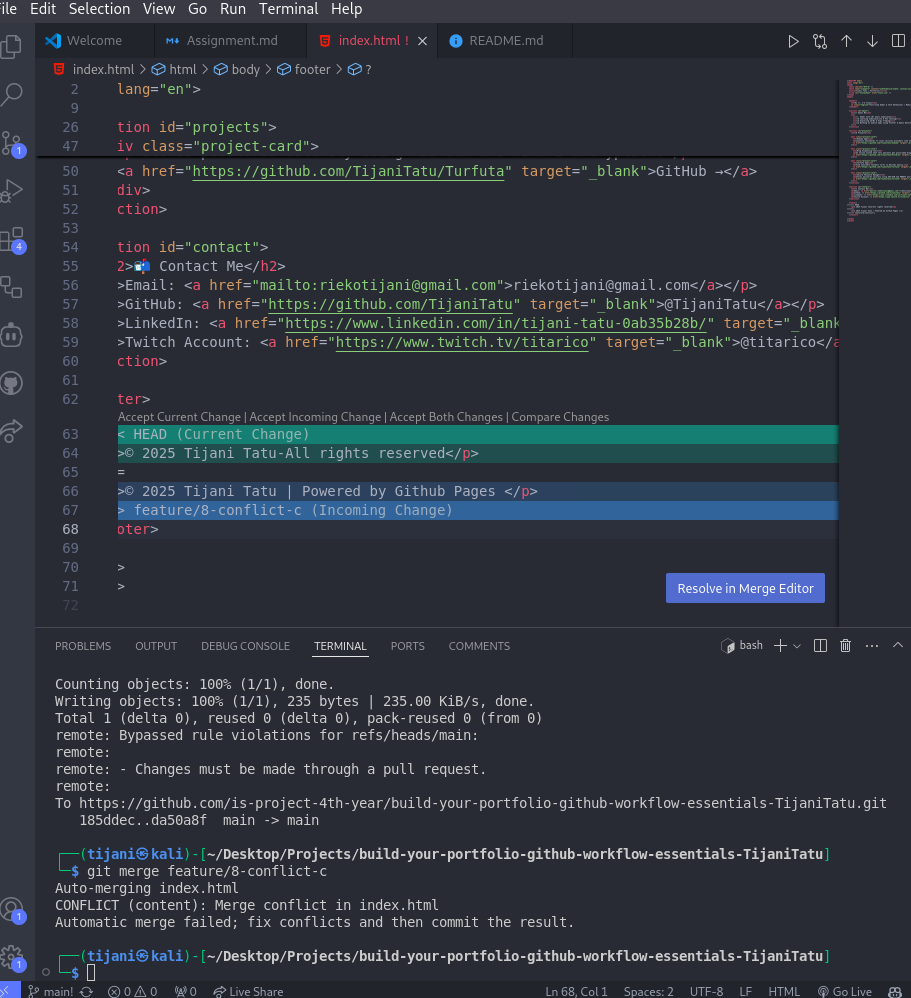 File Edit Selection View Go Run Terminal Help
Welcome Assignment.md index.html ! README.md
index.html > html > body > footer > ?
2 lang="en">
9
26 tion id="projects">
47 iv class="project-card">
50 <a href="https://github.com/TijaniTatu/Turfuta" target="_blank">GitHub →</a>
51 div>
52 ction>
53
54 tion id="contact">
55 2>📬 Contact Me</h2>
56 >Email: <a href="mailto:riekotijani@gmail.com">riekotijani@gmail.com</a></p>
57 >GitHub: <a href="https://github.com/TijaniTatu" target="_blank">@TijaniTatu</a></p>
58 >LinkedIn: <a href="https://www.linkedin.com/in/tijani-tatu-0ab35b28b/" target="_blank
59 >Twitch Account: <a href="https://www.twitch.tv/titarico" target="_blank">@titarico</a
60 ction>
61
62 ter>
Accept Current Change | Accept Incoming Change | Accept Both Changes | Compare Changes
63 < HEAD (Current Change)
64 >© 2025 Tijani Tatu-All rights reserved</p>
65 =
66 >© 2025 Tijani Tatu | Powered by Github Pages </p>
67 > feature/8-conflict-c (Incoming Change)
68 oter>
69
70 >
71 >
72
Resolve in Merge Editor
1
4
PROBLEMS OUTPUT DEBUG CONSOLE TERMINAL PORTS COMMENTS bash
Counting objects: 100% (1/1), done.
Writing objects: 100% (1/1), 235 bytes | 235.00 KiB/s, done.
Total 1 (delta 0), reused 0 (delta 0), pack-reused 0 (from 0)
remote: Bypassed rule violations for refs/heads/main:
remote:
remote: - Changes must be made through a pull request.
remote:
To https://github.com/is-project-4th-year/build-your-portfolio-github-workflow-essentials-TijaniTatu.git
185ddec..da50a8f main -> main
┌──(tijani㉿kali)-[~/Desktop/Projects/build-your-portfolio-github-workflow-essentials-TijaniTatu]
└─$ git merge feature/8-conflict-c
Auto-merging index.html
CONFLICT (content): Merge conflict in index.html
Automatic merge failed; fix conflicts and then commit the result.
┌──(tijani㉿kali)-[~/Desktop/Projects/build-your-portfolio-github-workflow-essentials-TijaniTatu]
└─$
1
1
main! 0 0 0 Live Share Ln 68, Col 1 Spaces: 2 UTF-8 LF HTML Go Live